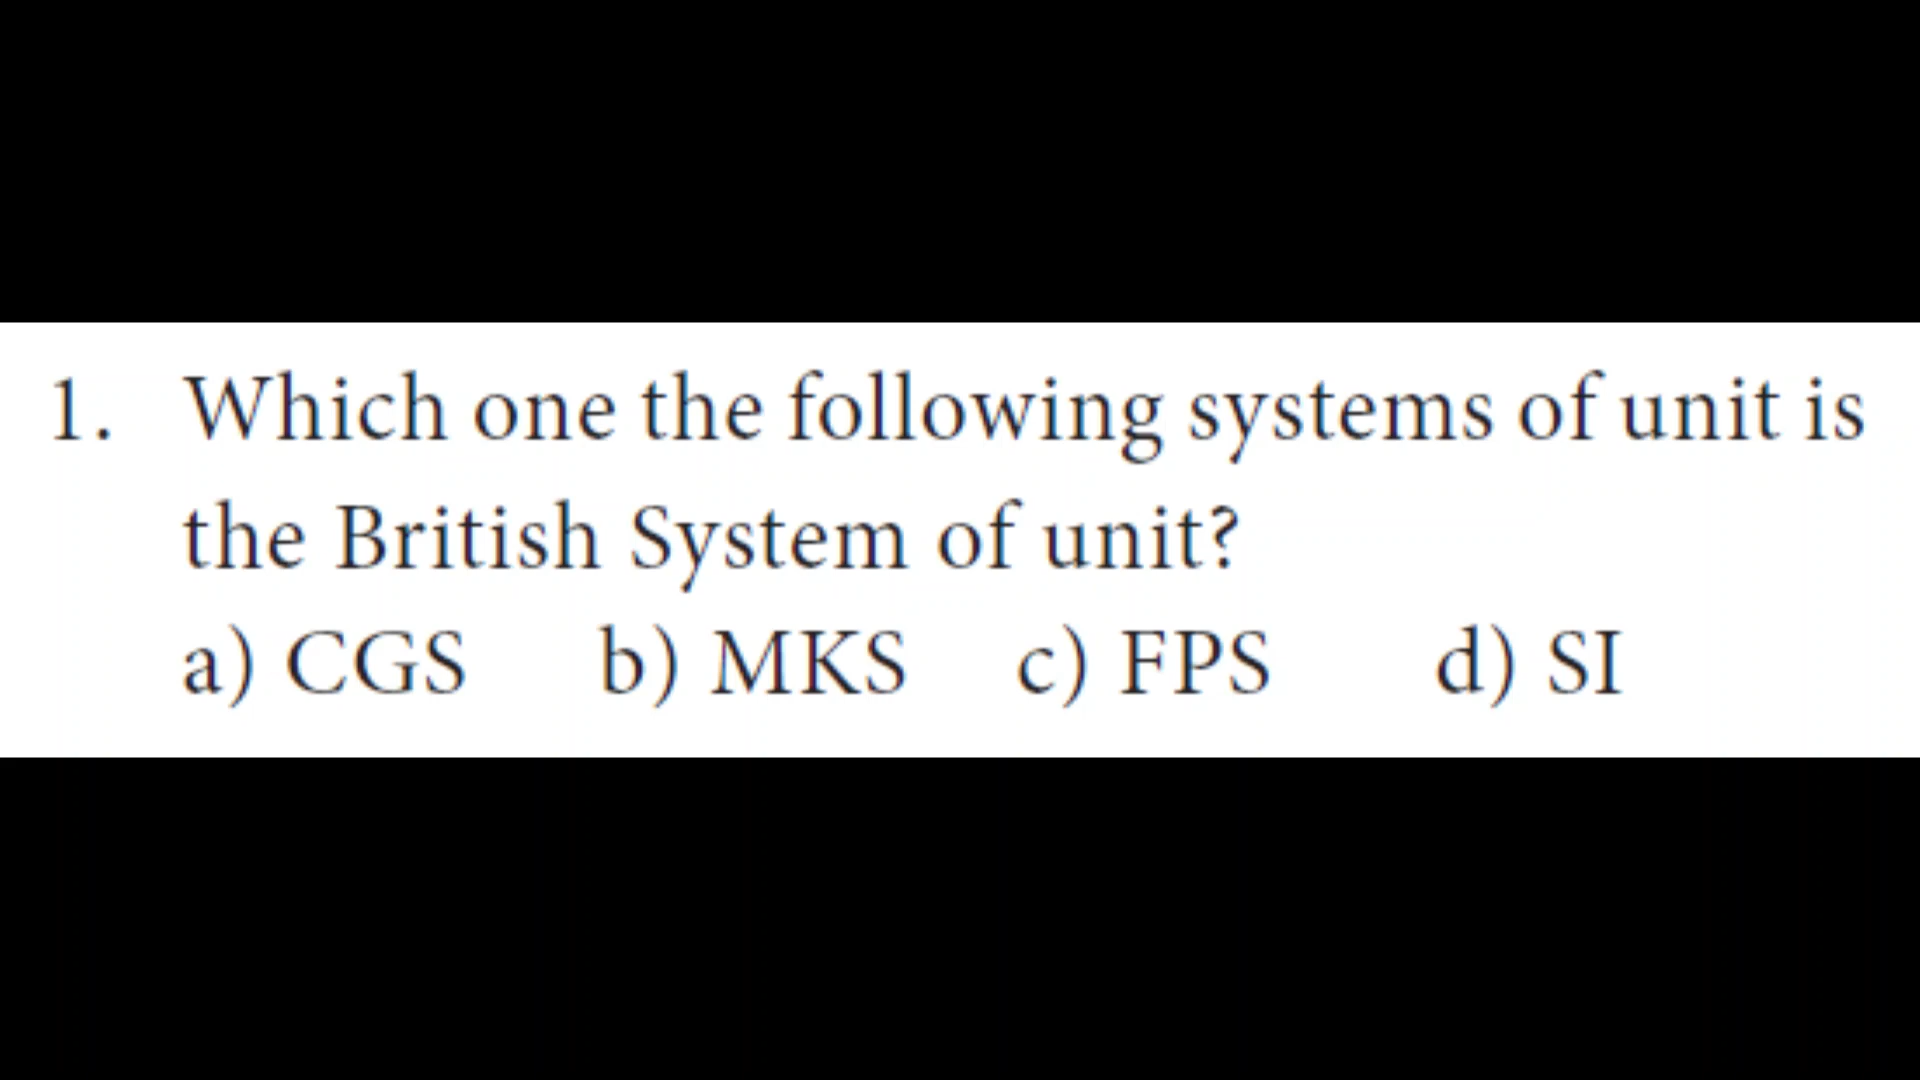 1. Which one the following systems of unit is
the British System of unit?
a) CGS b) MKS c) FPS d) SI